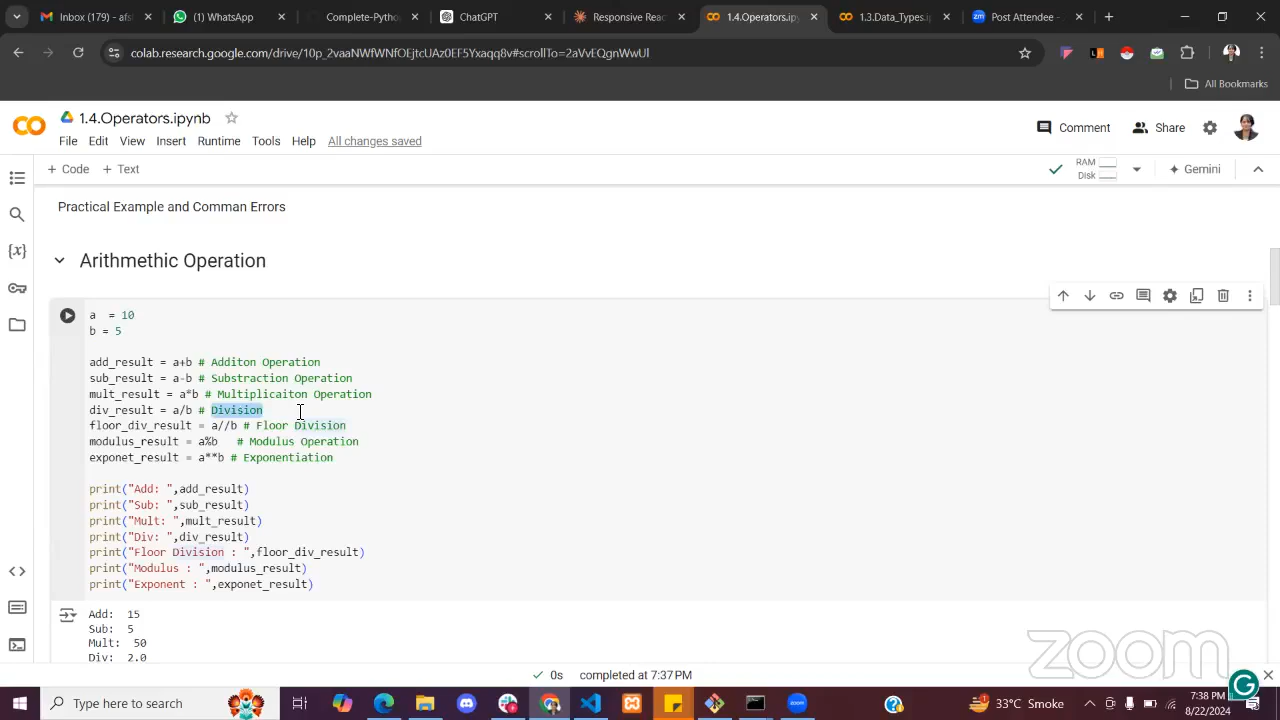 Inbox (179) - afs
(1) WhatsApp
Complete-Pytho
ChatGPT
Responsive Reac
1.4.Operators.ipy
1.3.Data_Types.i
Post Attendee -
colab.research.google.com/drive/10p_2vaaNWfWNfOEjtcUAz0EF5Yxaqq8v#scrollTo=2aVvEQgnWwUl
All Bookmarks
1.4.Operators.ipynb
Comment
Share
File Edit View Insert Runtime Tools Help All changes saved
+ Code + Text
RAM
Disk
Gemini
Practical Example and Comman Errors
Arithmethic Operation
a  = 10
b = 5
add_result = a+b # Additon Operation
sub_result = a-b # Substraction Operation
mult_result = a*b # Multiplicaiton Operation
div_result = a/b # Division
floor_div_result = a//b # Floor Division
modulus_result = a%b   # Modulus Operation
exponet_result = a**b # Exponentiation
print("Add: ",add_result)
print("Sub: ",sub_result)
print("Mult: ",mult_result)
print("Div: ",div_result)
print("Floor Division : ",floor_div_result)
print("Modulus : ",modulus_result)
print("Exponent : ",exponet_result)
Add:  15
Sub:  5
Mult:  50
Div:  2.0
zoom
0s completed at 7:37 PM
Type here to search
33°C Smoke
7:38 PM
8/22/2024